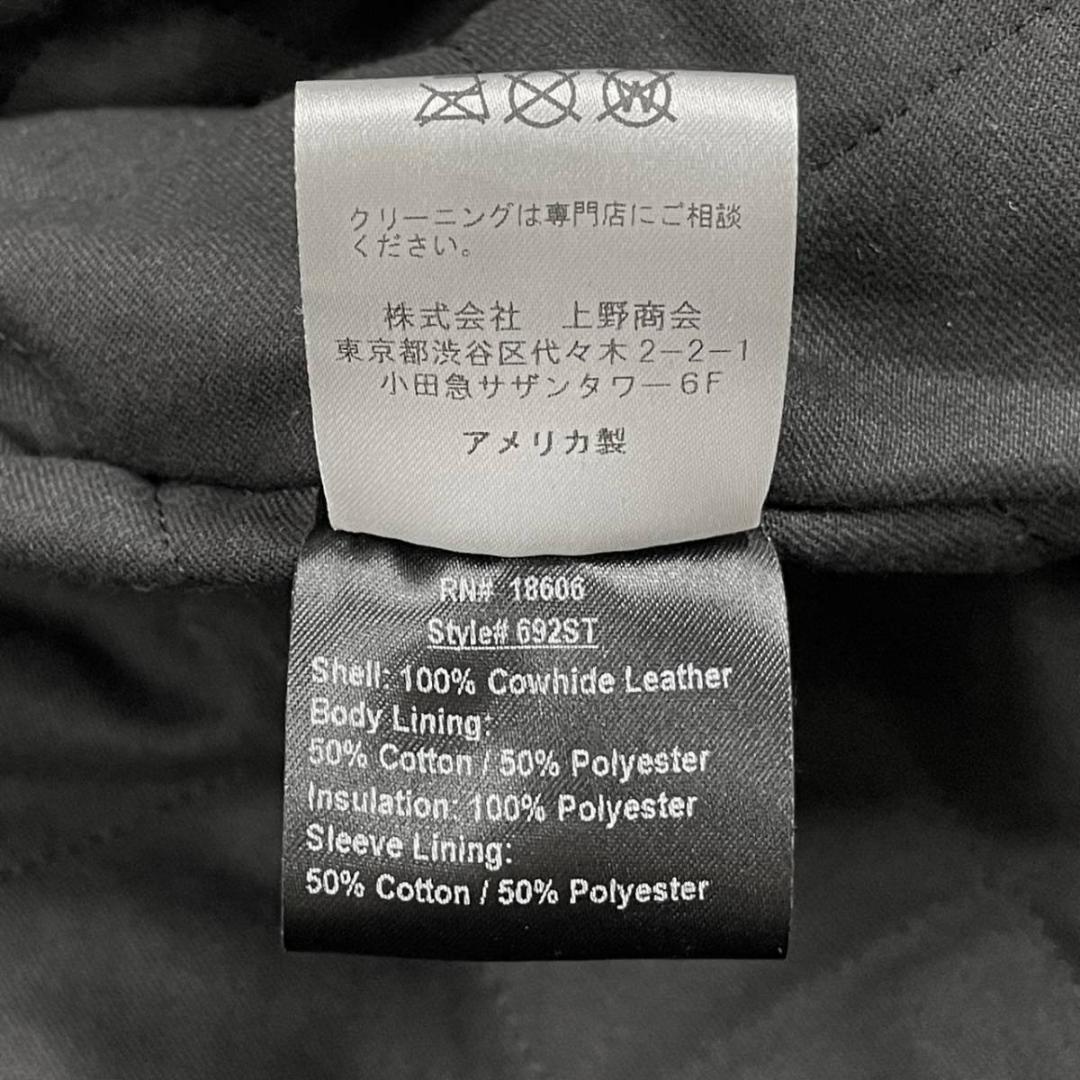 クリーニングは専門店にご相談
ください。
株式会社　上野商会
東京都渋谷区代々木2-2-1
小田急サザンタワー6F
アメリカ製
RN# 18606
Style# 692ST
Shell: 100% Cowhide Leather
Body Lining:
50% Cotton / 50% Polyester
Insulation: 100% Polyester
Sleeve Lining:
50% Cotton / 50% Polyester